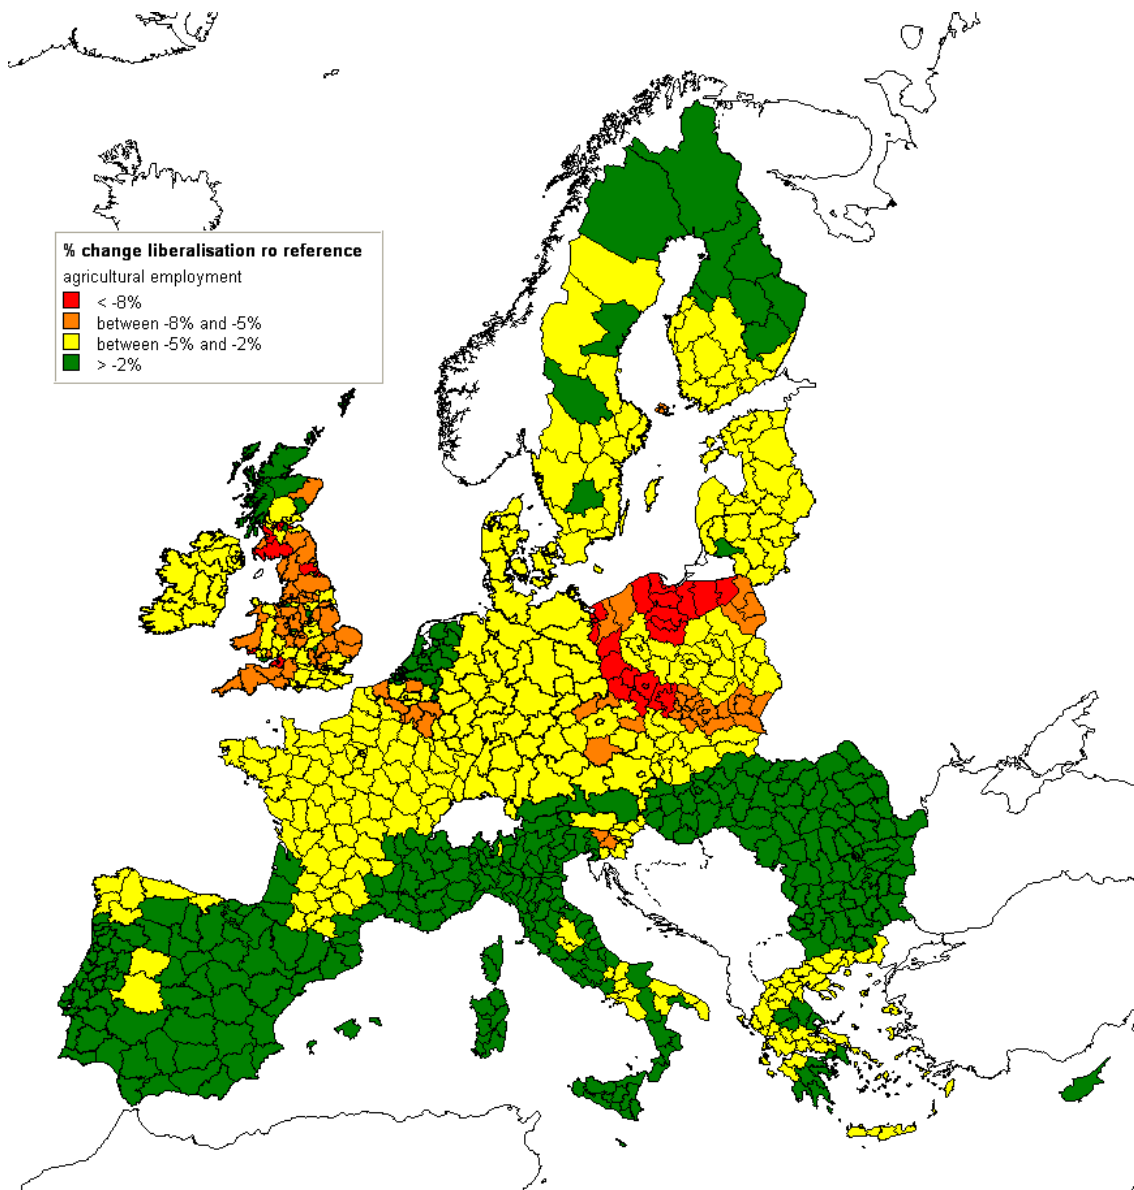 % change liberalisation ro reference
agricultural employment
< -8%
between -8% and -5%
between -5% and -2%
> -2%